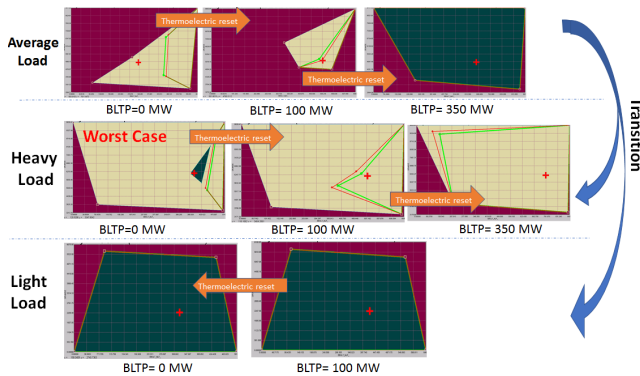 Thermoelectric reset
Average
Load
Thermoelectric reset
BLTP=0 MW
BLTP= 100 MW
BLTP= 350 MW
Transition
Worst Case
Thermoelectric reset
Heavy
Load
Thermoelectric reset
BLTP=0 MW
BLTP= 100 MW
BLTP= 350 MW
Light
Load
Thermoelectric reset
BLTP= 0 MW
BLTP= 100 MW